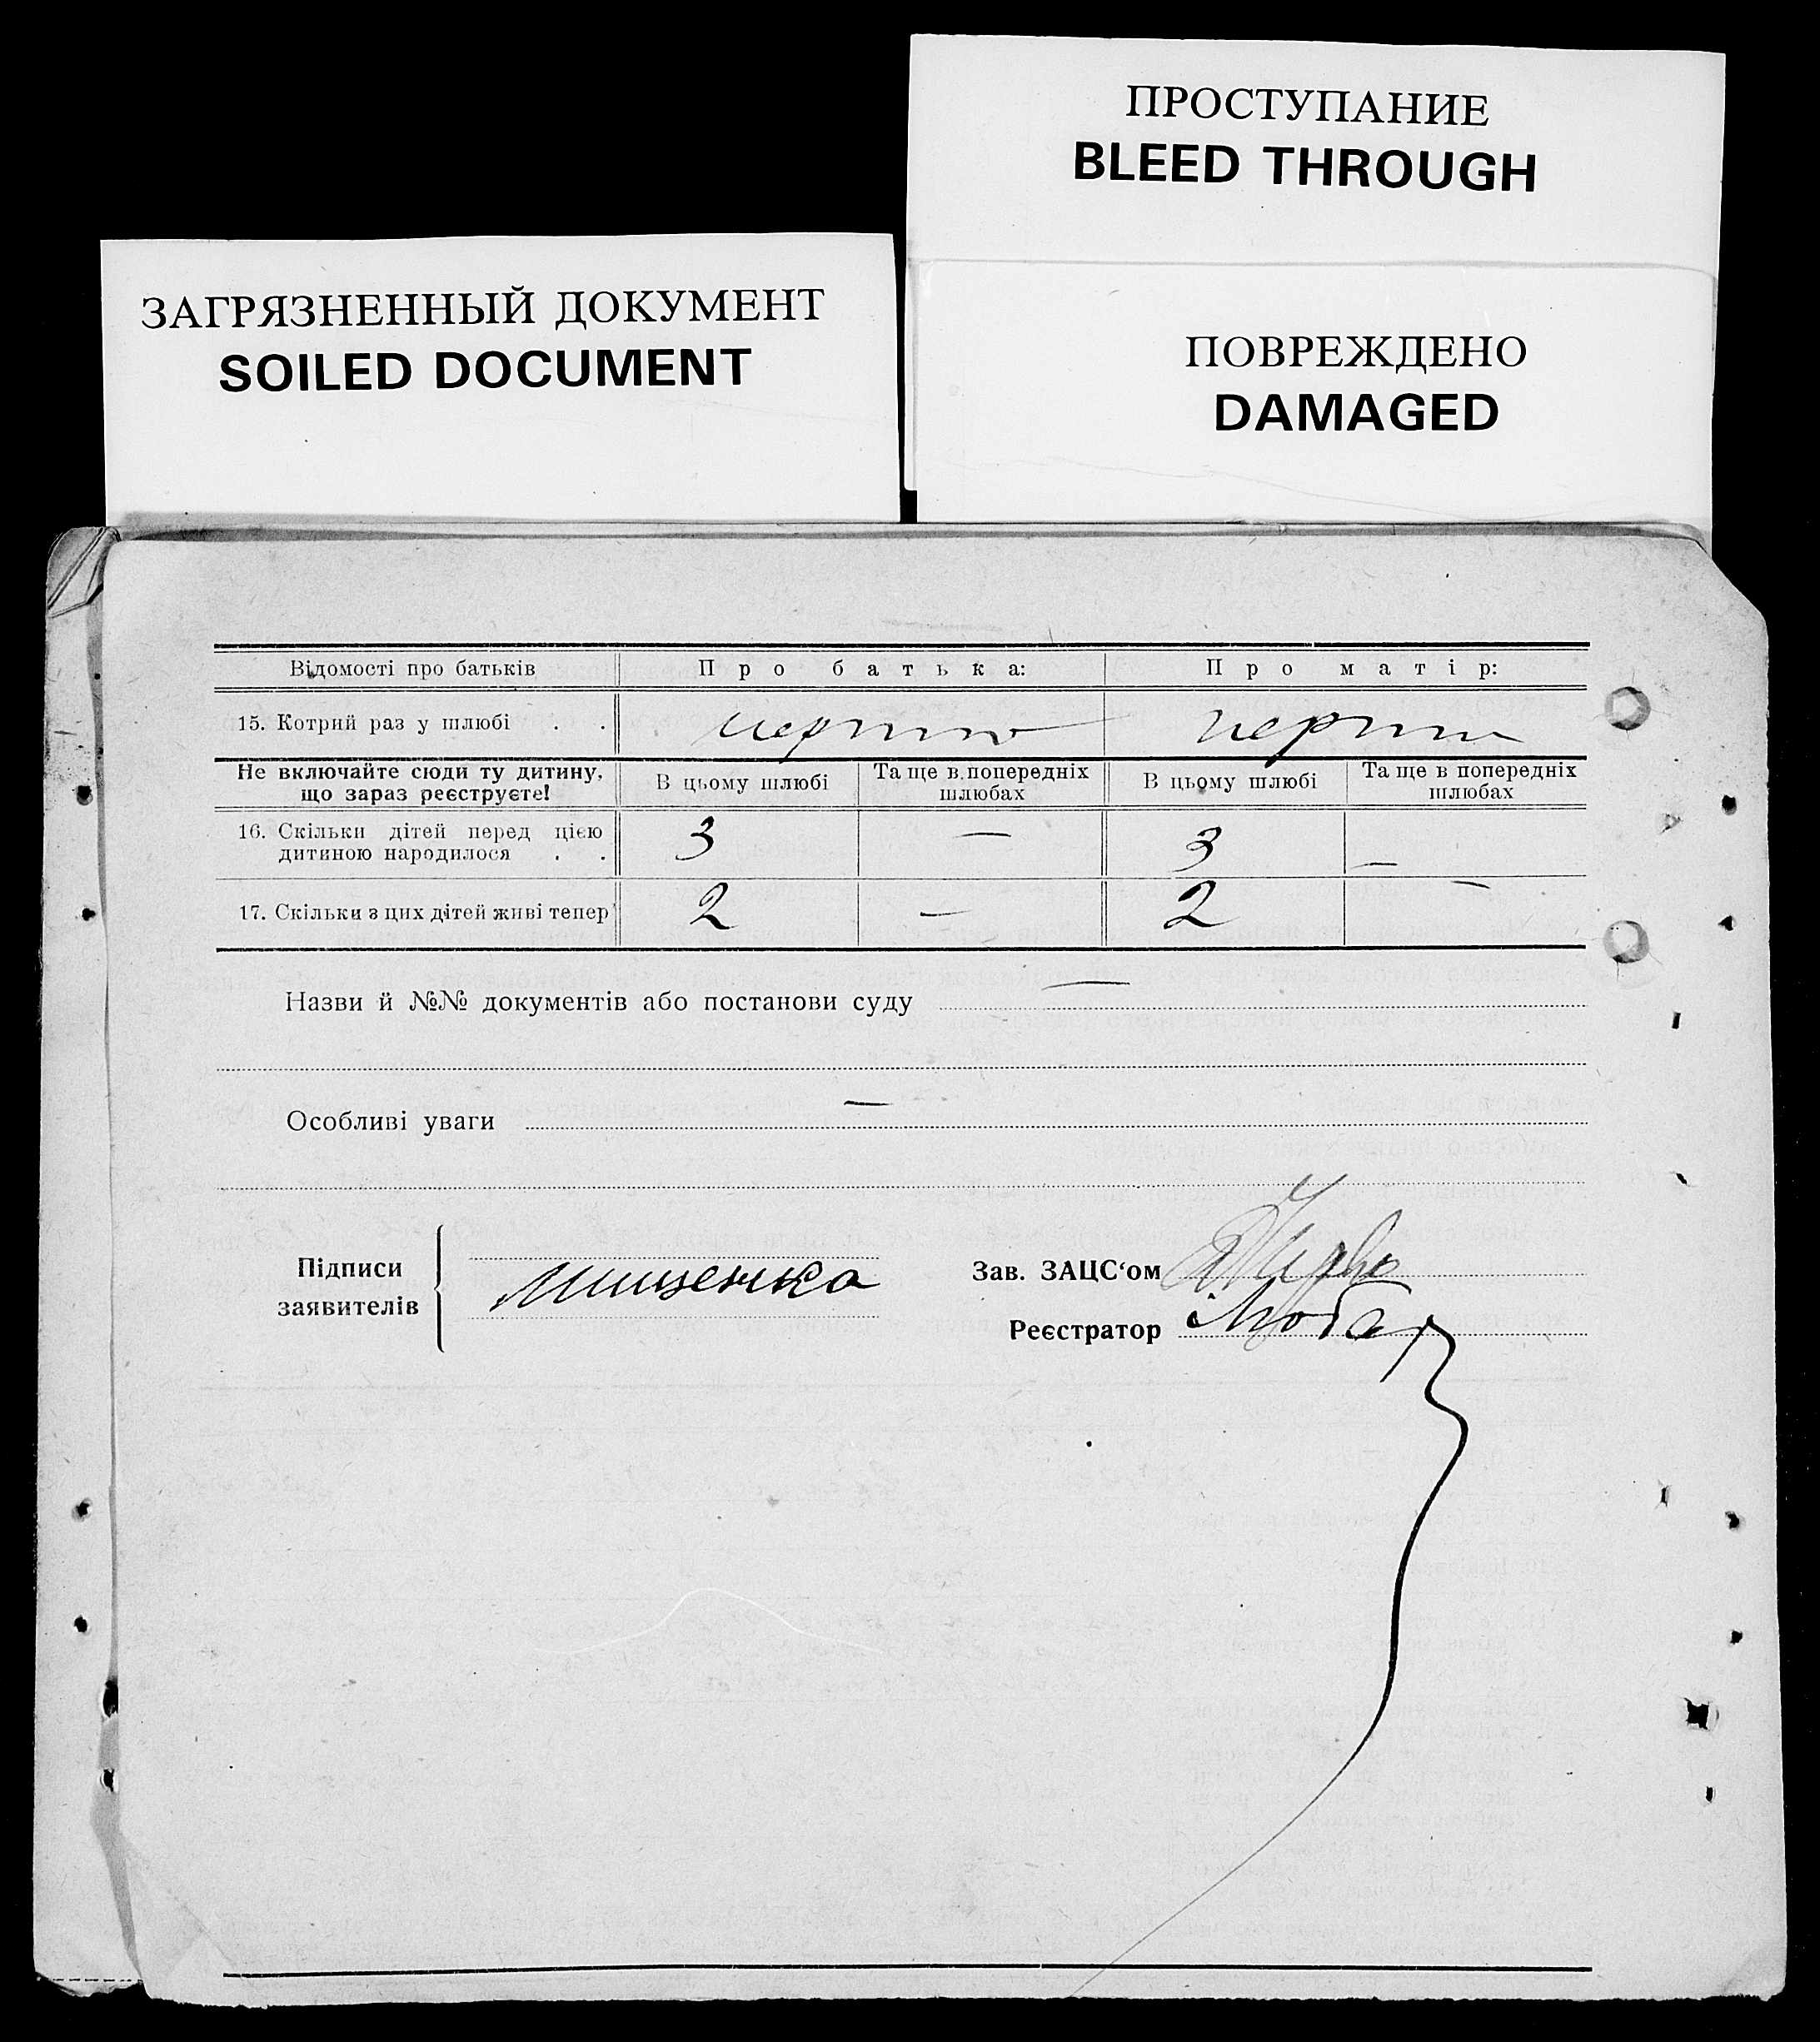 ПРОСТУПАНИЕ
BLEED THROUGH
ЗАГРЯЗНЕННЫЙ ДОКУМЕНТ
SOILED DOCUMENT
ПОВРЕЖДЕНО
DAMAGED
Відомості про батьків Про батька: Про матір:
15. Котрий раз у шлюбі . .
Не включайте сюди ту дитину, що зараз реєструєте! В цьому шлюбі Та ще в попередніх шлюбах В цьому шлюбі Та ще в попередніх шлюбах
16. Скільки дітей перед цією
дитиною народилося . . 3 — 3 —
17. Скільки з цих дітей живі тепер 2 — 2 —
Назви й №№ документів або постанови суду —
Особливі уваги —
Підписи
заявителів
Мищенко
Зав. ЗАЦС‘ом
Реєстратор